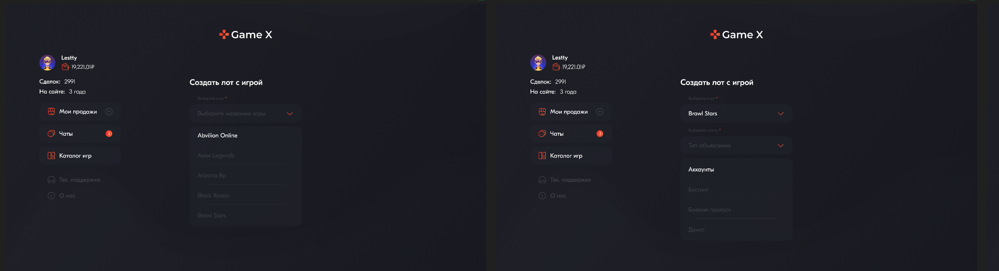 Game X
Lestty
19,221.01₽
Сделок: 2991
На сайте: 3 года
Мои продажи
Чаты 3
Каталог игр
Тех. поддержка
О нас
Создать лот с игрой
Выберите игру *
Выберите название игры
Abvilion Online
Apex Legends
Arizona Rp
Black Russia
Brawl Stars
Game X
Lestty
19,221.01₽
Сделок: 2991
На сайте: 3 года
Мои продажи
Чаты 3
Каталог игр
Тех. поддержка
О нас
Создать лот с игрой
Выберите игру *
Brawl Stars
Выберите услугу *
Тип объявления
Аккаунты
Бустинг
Боевой пропуск
Донат